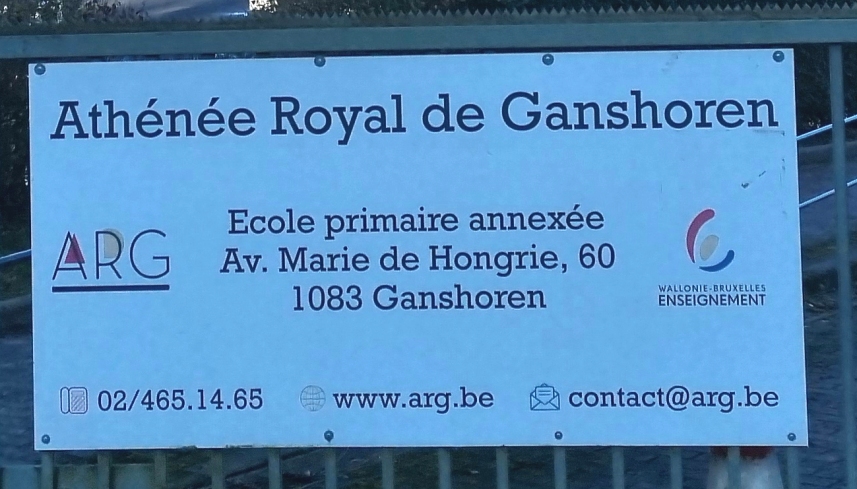 Athénée Royal de Ganshoren
ARG
Ecole primaire annexée
Av. Marie de Hongrie, 60
1083 Ganshoren
WALLONIE-BRUXELLES
ENSEIGNEMENT
02/465.14.65
www.arg.be
contact@arg.be